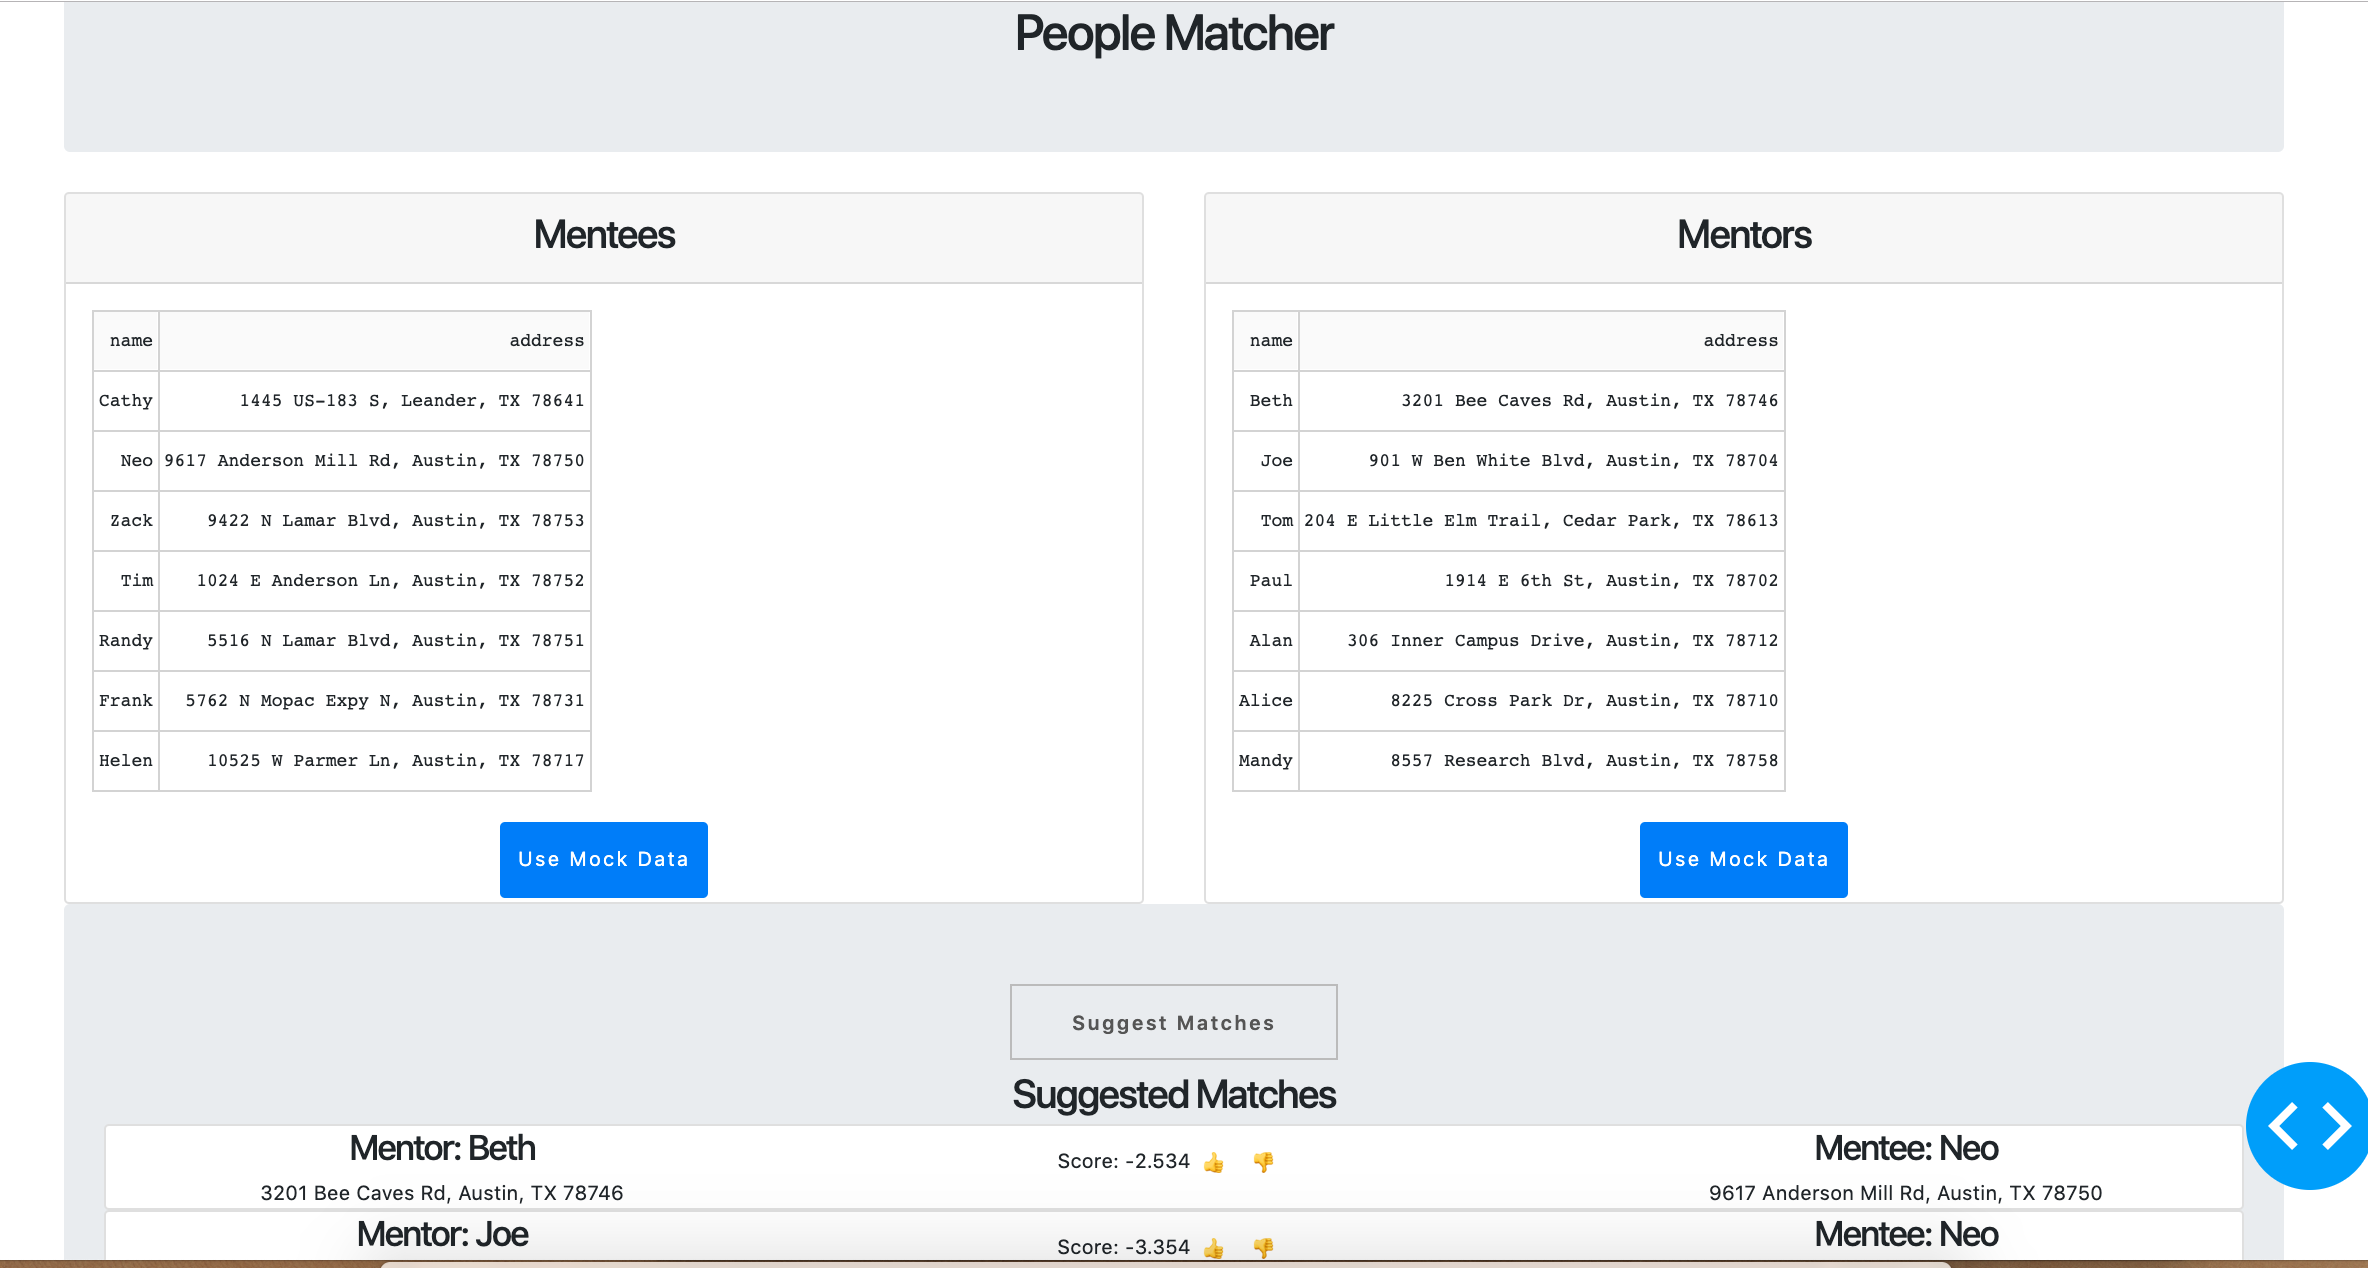 People Matcher
Mentees
name address
Cathy 1445 US-183 S, Leander, TX 78641
Neo 9617 Anderson Mill Rd, Austin, TX 78750
Zack 9422 N Lamar Blvd, Austin, TX 78753
Tim 1024 E Anderson Ln, Austin, TX 78752
Randy 5516 N Lamar Blvd, Austin, TX 78751
Frank 5762 N Mopac Expy N, Austin, TX 78731
Helen 10525 W Parmer Ln, Austin, TX 78717
Use Mock Data
Mentors
name address
Beth 3201 Bee Caves Rd, Austin, TX 78746
Joe 901 W Ben White Blvd, Austin, TX 78704
Tom 204 E Little Elm Trail, Cedar Park, TX 78613
Paul 1914 E 6th St, Austin, TX 78702
Alan 306 Inner Campus Drive, Austin, TX 78712
Alice 8225 Cross Park Dr, Austin, TX 78710
Mandy 8557 Research Blvd, Austin, TX 78758
Use Mock Data
Suggest Matches
Suggested Matches
Mentor: Beth
3201 Bee Caves Rd, Austin, TX 78746
Score: -2.534 👍 👎
Mentee: Neo
9617 Anderson Mill Rd, Austin, TX 78750
Mentor: Joe
Score: -3.354 👍 👎
Mentee: Neo